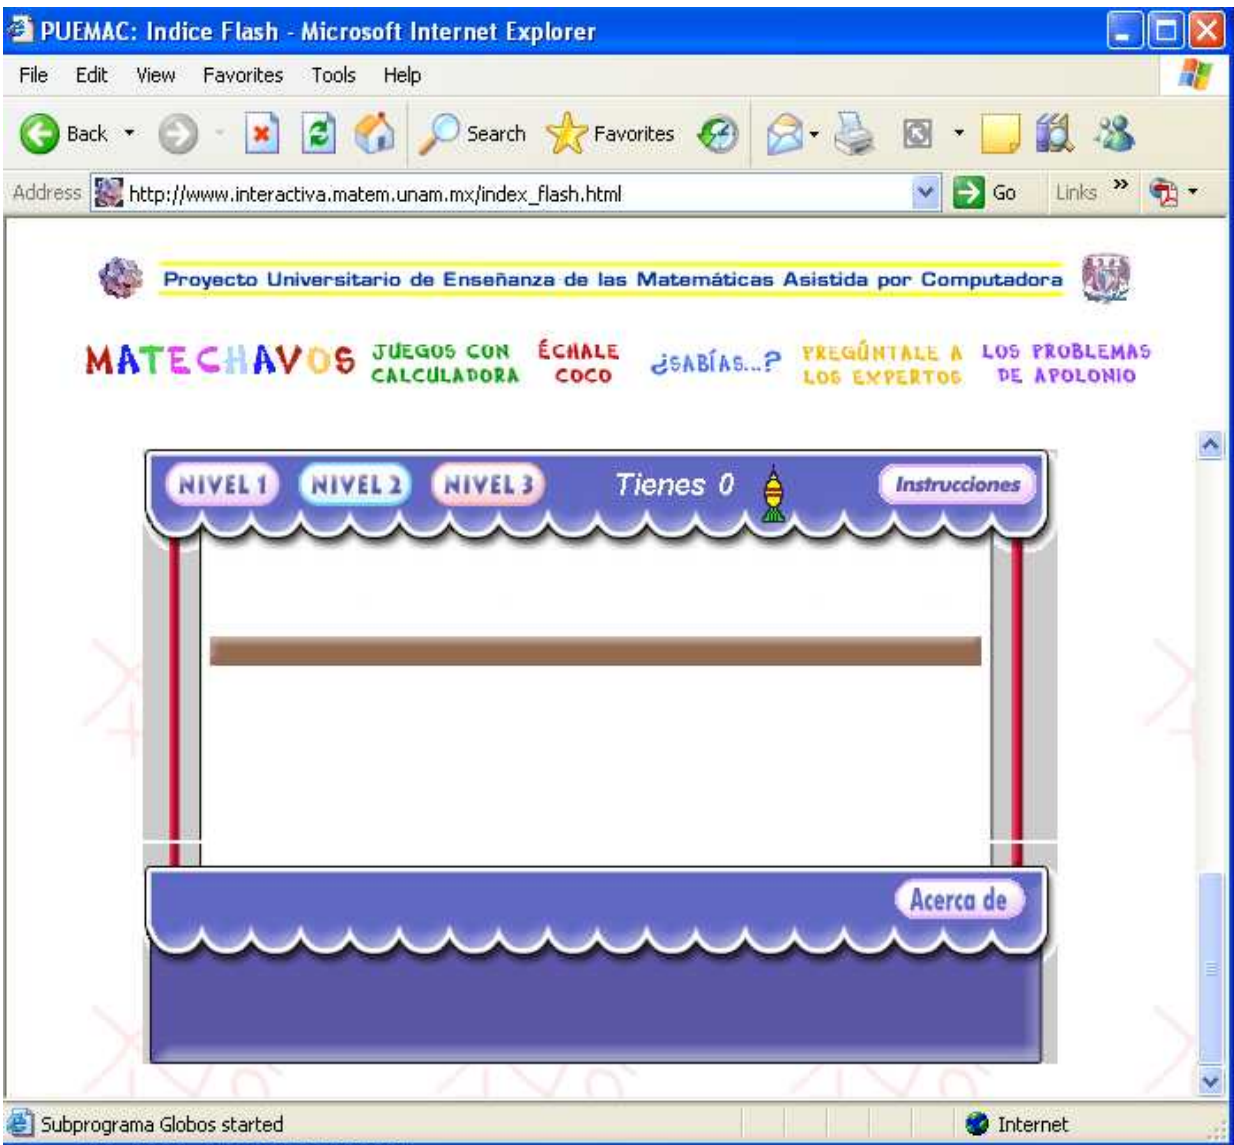 PUEMAC: Indice Flash - Microsoft Internet Explorer
File Edit View Favorites Tools Help
Back Search Favorites
Address http://www.interactiva.matem.unam.mx/index_flash.html Go Links »
Proyecto Universitario de Enseñanza de las Matemáticas Asistida por Computadora
MATECHAVOS JUEGOS CON CALCULADORA ÉCHALE COCO ¿SABÍAS...? PREGÚNTALE A LOS EXPERTOS LOS PROBLEMAS DE APOLONIO
NIVEL 1 NIVEL 2 NIVEL 3 Tienes 0 Instrucciones
Acerca de
Subprograma Globos started Internet